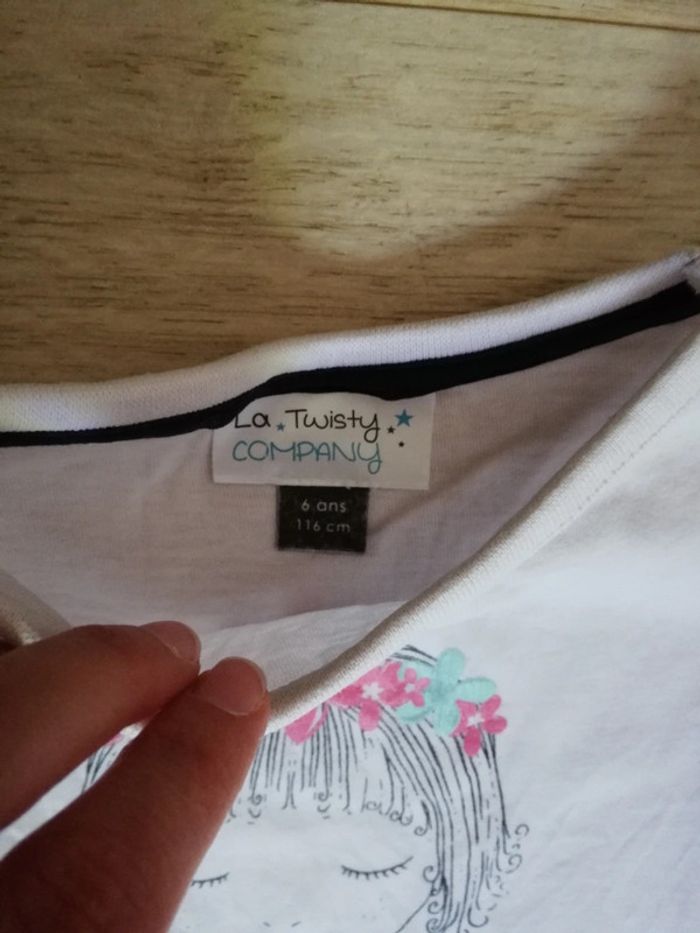 La Twisty
COMPANY
6 ans
116 cm